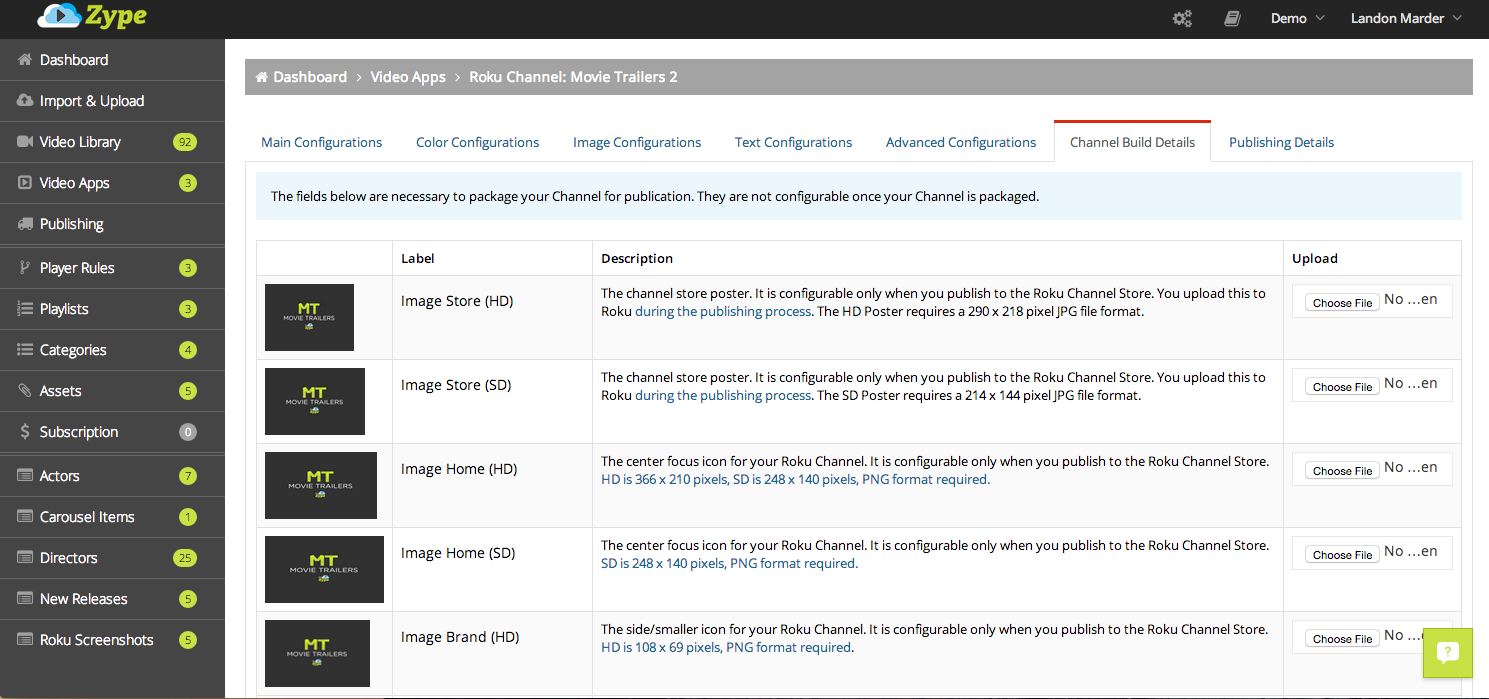 Zype
Demo
Landon Marder
Dashboard
Import & Upload
Video Library 92
Video Apps 3
Publishing
Player Rules 3
Playlists 3
Categories 4
Assets 5
Subscription 0
Actors 7
Carousel Items 1
Directors 25
New Releases 5
Roku Screenshots 5
Dashboard > Video Apps > Roku Channel: Movie Trailers 2
Main Configurations Color Configurations Image Configurations Text Configurations Advanced Configurations Channel Build Details Publishing Details
The fields below are necessary to package your Channel for publication. They are not configurable once your Channel is packaged.
Label Description Upload
MT
MOVIE TRAILERS
Image Store (HD)
The channel store poster. It is configurable only when you publish to the Roku Channel Store. You upload this to
Roku during the publishing process. The HD Poster requires a 290 x 218 pixel JPG file format.
Choose File No ...en
MT
MOVIE TRAILERS
Image Store (SD)
The channel store poster. It is configurable only when you publish to the Roku Channel Store. You upload this to
Roku during the publishing process. The SD Poster requires a 214 x 144 pixel JPG file format.
Choose File No ...en
MT
MOVIE TRAILERS
Image Home (HD)
The center focus icon for your Roku Channel. It is configurable only when you publish to the Roku Channel Store.
HD is 366 x 210 pixels, SD is 248 x 140 pixels, PNG format required.
Choose File No ...en
MT
MOVIE TRAILERS
Image Home (SD)
The center focus icon for your Roku Channel. It is configurable only when you publish to the Roku Channel Store.
SD is 248 x 140 pixels, PNG format required.
Choose File No ...en
MT
MOVIE TRAILERS
Image Brand (HD)
The side/smaller icon for your Roku Channel. It is configurable only when you publish to the Roku Channel Store.
HD is 108 x 69 pixels, PNG format required.
Choose File No ...
?